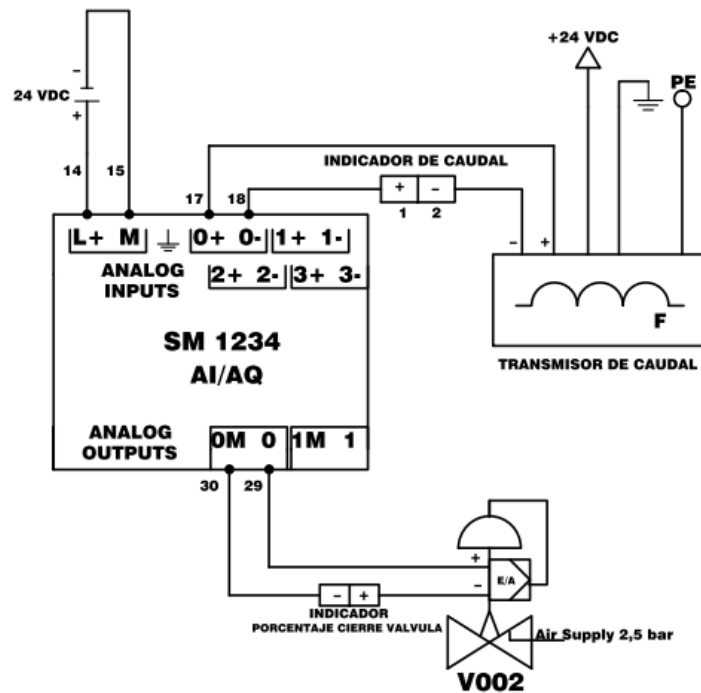 +24 VDC
PE
-
24 VDC
+
14
15
17
18
INDICADOR DE CAUDAL
+ -
1 2
- +
L+ M 0+ 0- 1+ 1-
ANALOG INPUTS
2+ 2- 3+ 3-
F
TRANSMISOR DE CAUDAL
SM 1234
AI/AQ
ANALOG OUTPUTS
0M 0 1M 1
30
29
+
-
E/A
- +
INDICADOR
PORCENTAJE CIERRE VALVULA
Air Supply 2,5 bar
V002